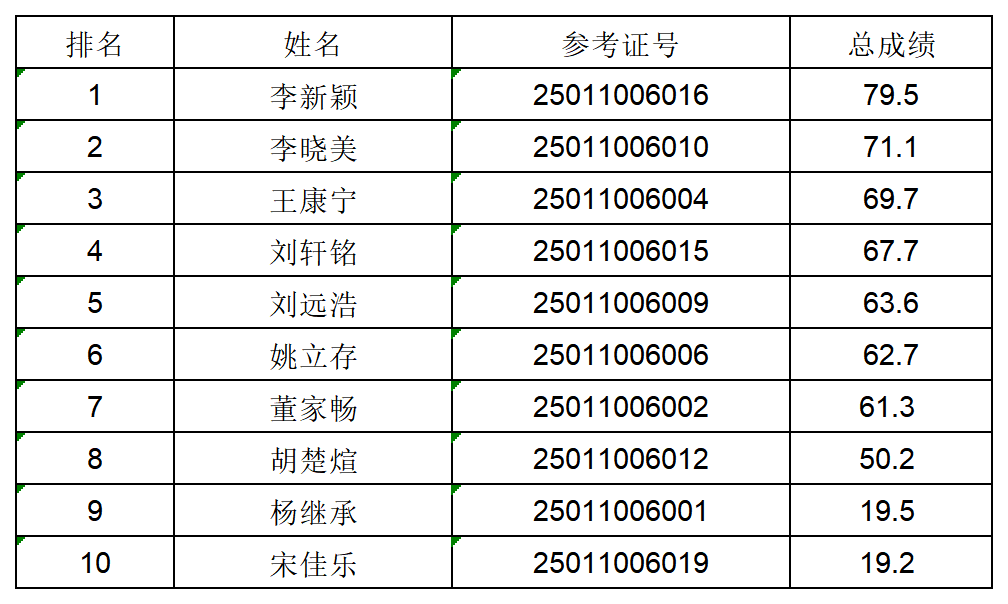 排名 姓名 参考证号 总成绩
1 李新颖 25011006016 79.5
2 李晓美 25011006010 71.1
3 王康宁 25011006004 69.7
4 刘轩铭 25011006015 67.7
5 刘远浩 25011006009 63.6
6 姚立存 25011006006 62.7
7 董家畅 25011006002 61.3
8 胡楚煊 25011006012 50.2
9 杨继承 25011006001 19.5
10 宋佳乐 25011006019 19.2